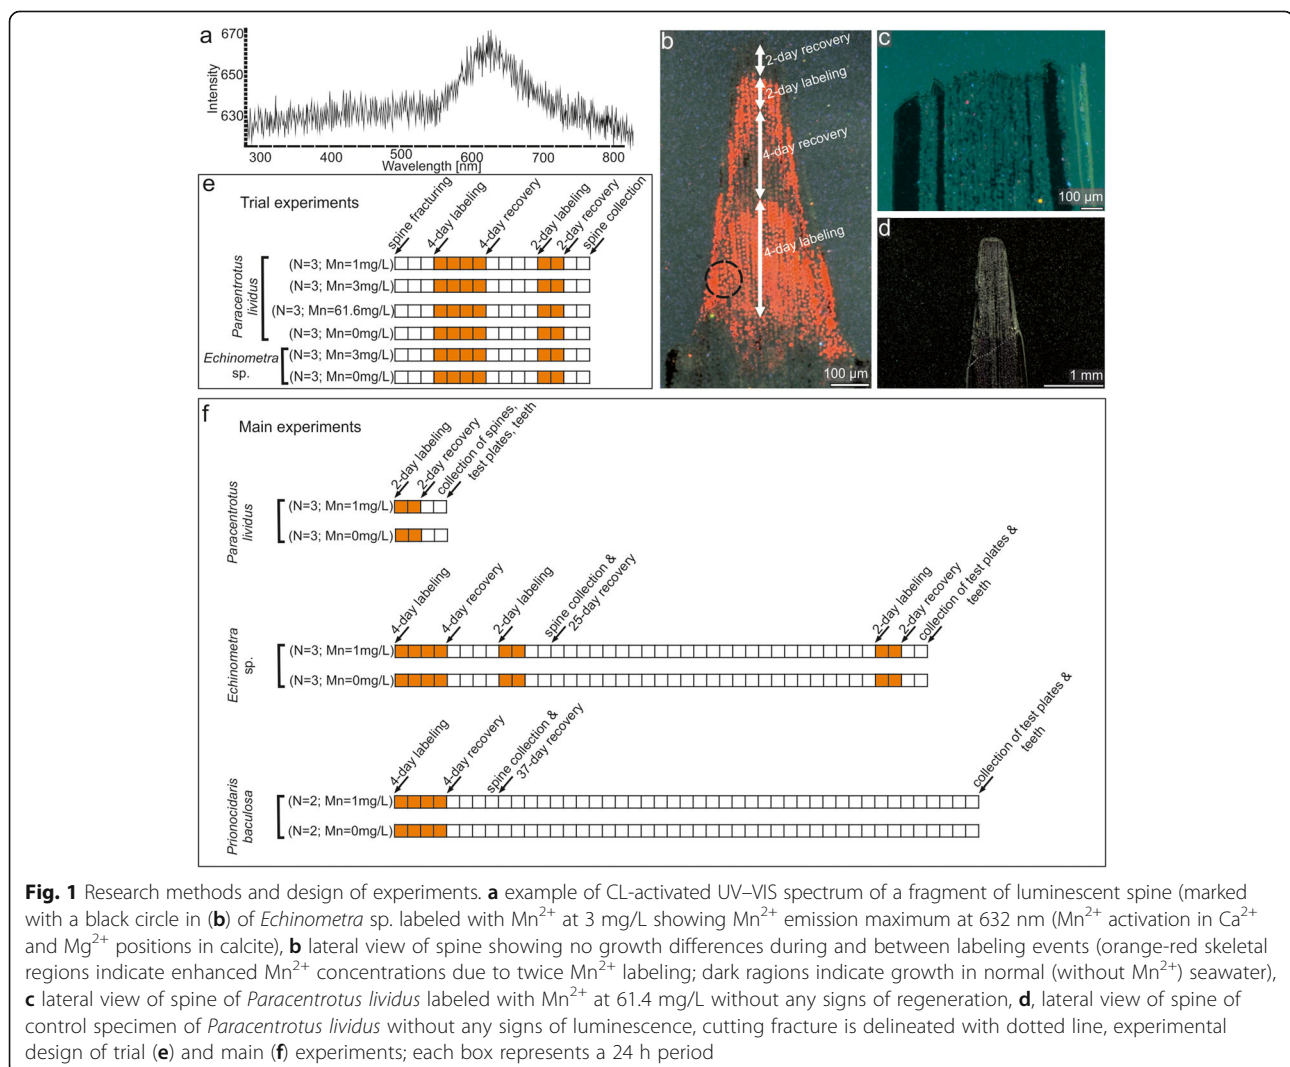 a
670
650
630
Intensity
300 400 500 600 700 800
Wavelength [nm]
b
2-day recovery
2-day labeling
4-day recovery
4-day labeling
100 µm
c
100 µm
d
1 mm
e
Trial experiments
spine fracturing
4-day labeling
4-day recovery
2-day labeling
2-day recovery
spine collection
Paracentrotus
lividus
(N=3; Mn=1mg/L)
(N=3; Mn=3mg/L)
(N=3; Mn=61.6mg/L)
(N=3; Mn=0mg/L)
Echinometra
sp.
(N=3; Mn=3mg/L)
(N=3; Mn=0mg/L)
f
Main experiments
2-day labeling
2-day recovery
collection of spines,
test plates, teeth
Paracentrotus
lividus
(N=3; Mn=1mg/L)
(N=3; Mn=0mg/L)
4-day labeling
4-day recovery
2-day labeling
spine collection &
25-day recovery
2-day labeling
2-day recovery
collection of test plates &
teeth
Echinometra
sp.
(N=3; Mn=1mg/L)
(N=3; Mn=0mg/L)
4-day labeling
4-day recovery
spine collection &
37-day recovery
collection of test plates &
teeth
Prionocidaris
baculosa
(N=2; Mn=1mg/L)
(N=2; Mn=0mg/L)
Fig. 1 Research methods and design of experiments. a example of CL-activated UV–VIS spectrum of a fragment of luminescent spine (marked
with a black circle in (b) of Echinometra sp. labeled with Mn²⁺ at 3 mg/L showing Mn²⁺ emission maximum at 632 nm (Mn²⁺ activation in Ca²⁺
and Mg²⁺ positions in calcite), b lateral view of spine showing no growth differences during and between labeling events (orange-red skeletal
regions indicate enhanced Mn²⁺ concentrations due to twice Mn²⁺ labeling; dark ragions indicate growth in normal (without Mn²⁺) seawater),
c lateral view of spine of Paracentrotus lividus labeled with Mn²⁺ at 61.4 mg/L without any signs of regeneration, d, lateral view of spine of
control specimen of Paracentrotus lividus without any signs of luminescence, cutting fracture is delineated with dotted line, experimental
design of trial (e) and main (f) experiments; each box represents a 24 h period